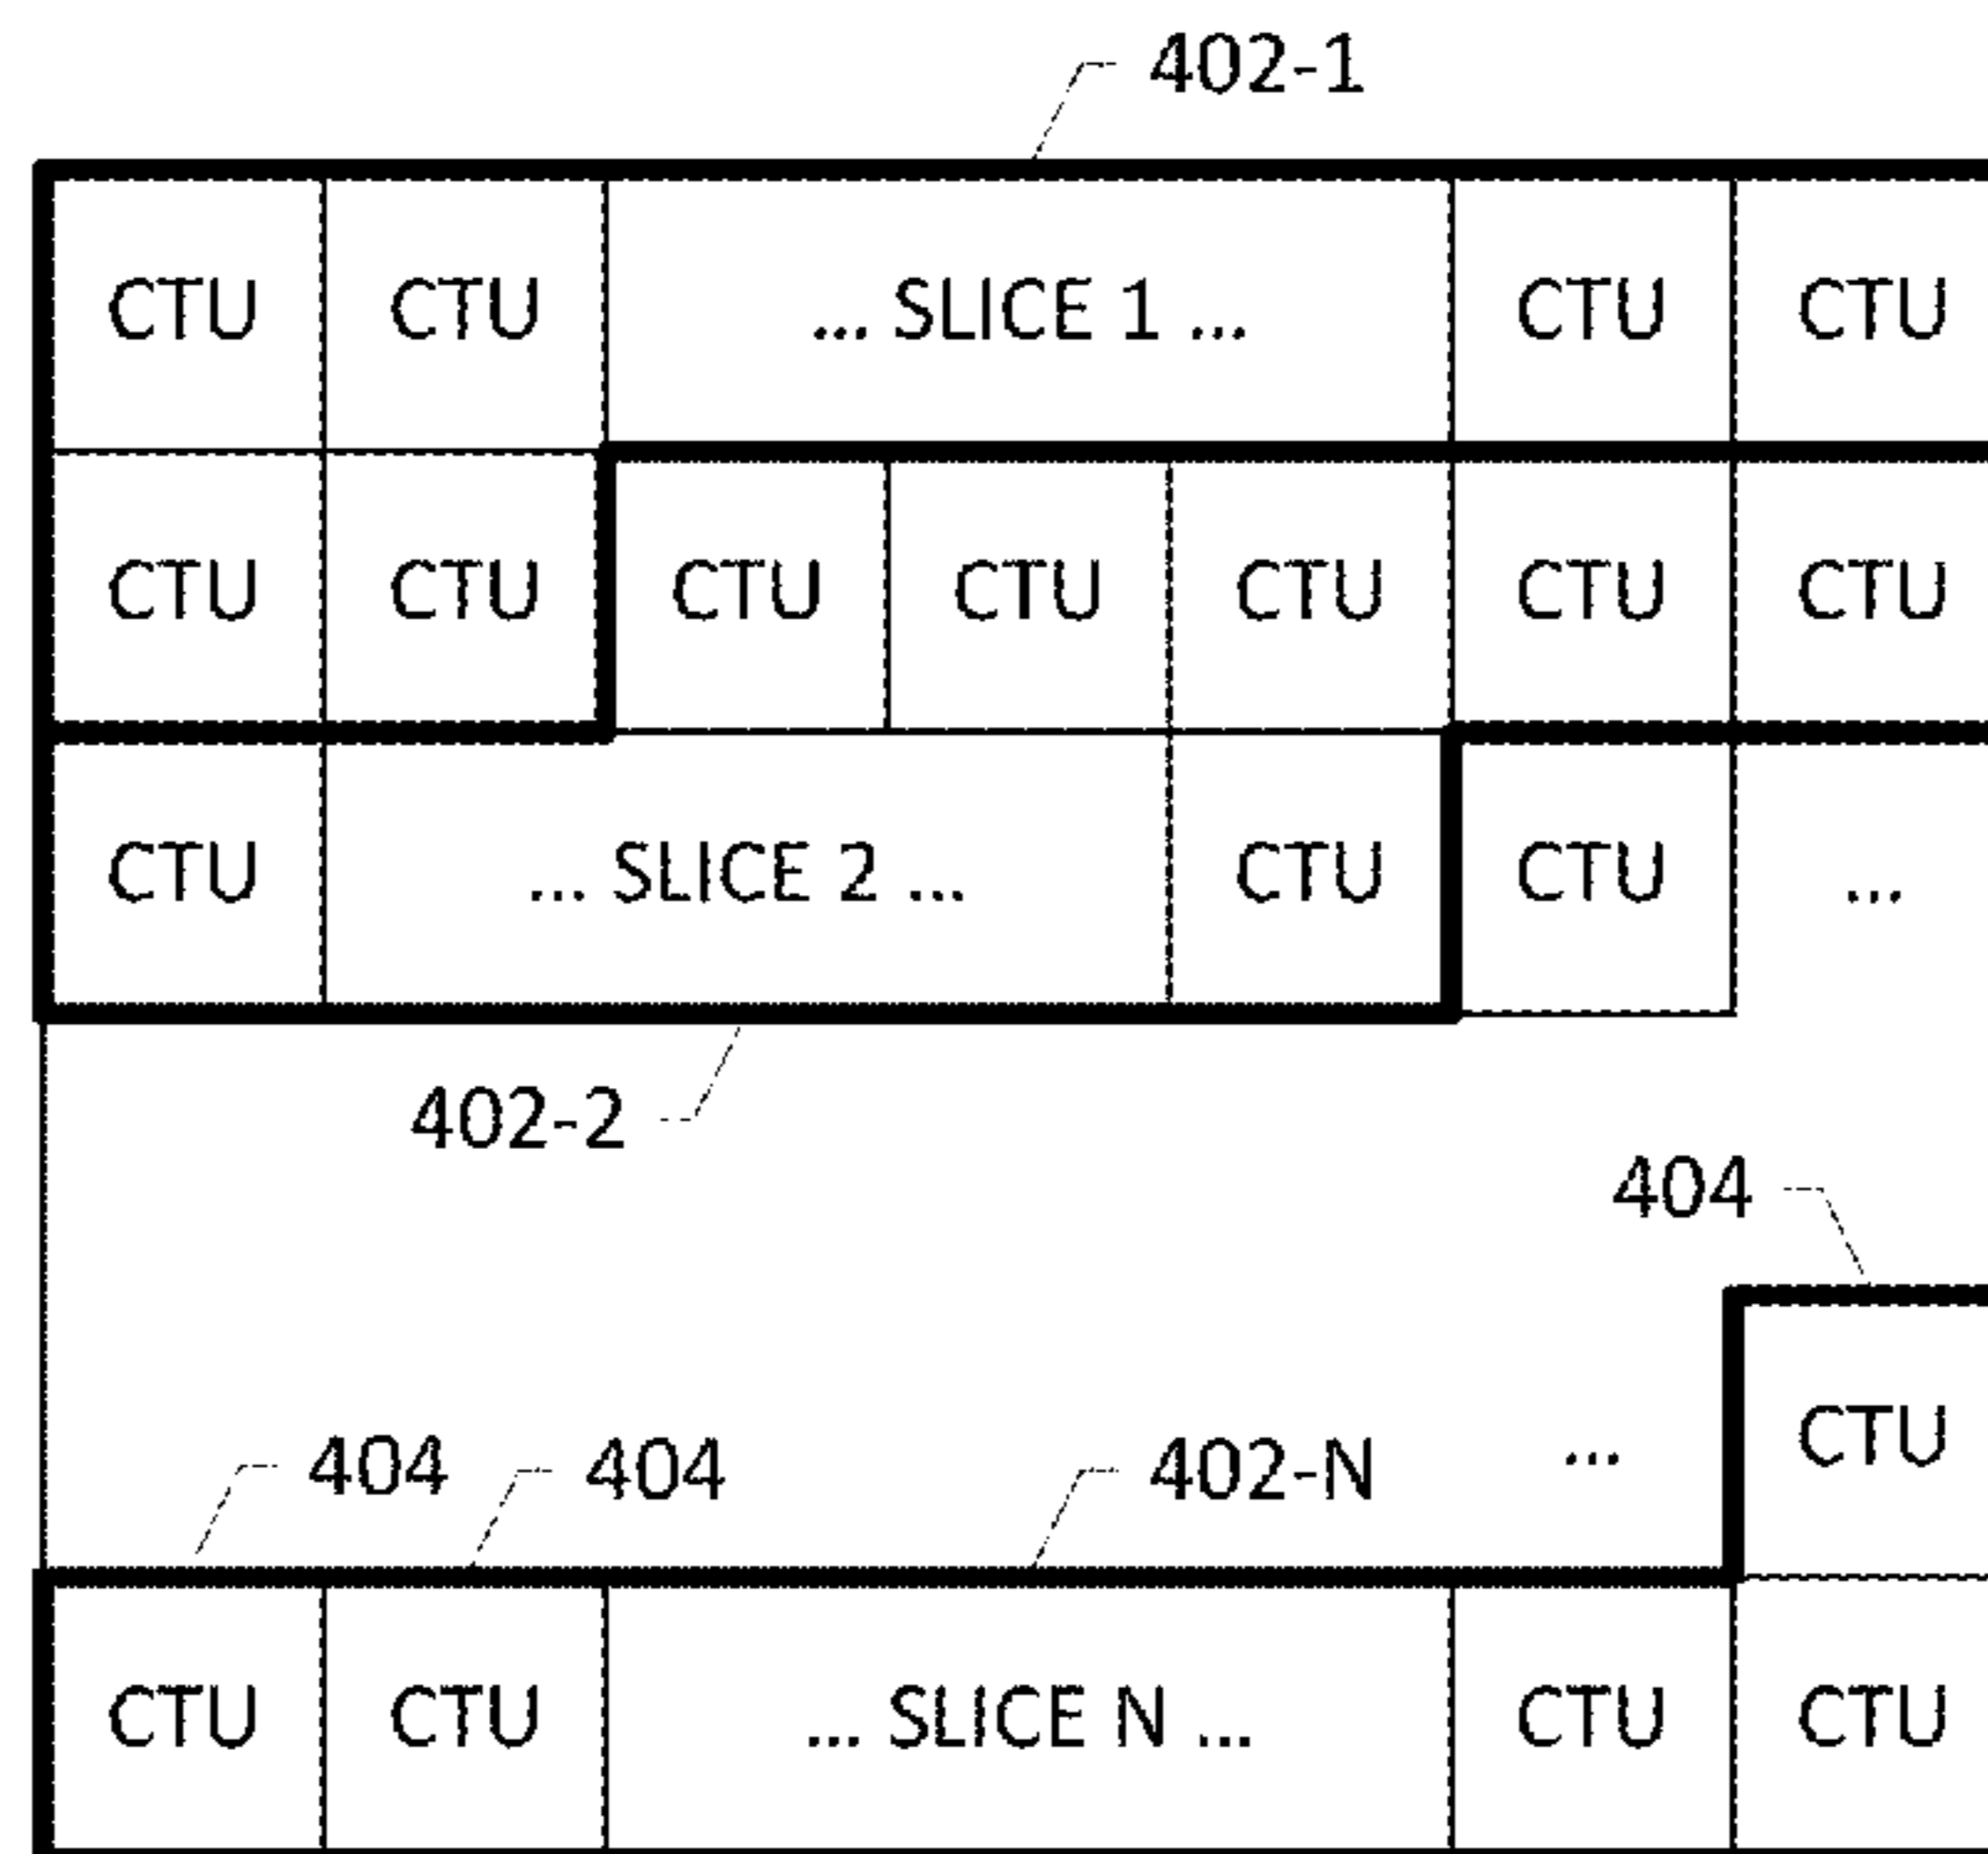 402-1
CTU CTU ... SLICE 1 ... CTU CTU
CTU CTU CTU CTU CTU CTU CTU
CTU ... SLICE 2 ... CTU CTU ...
402-2
404
... CTU
404 404 402-N
CTU CTU ... SLICE N ... CTU CTU